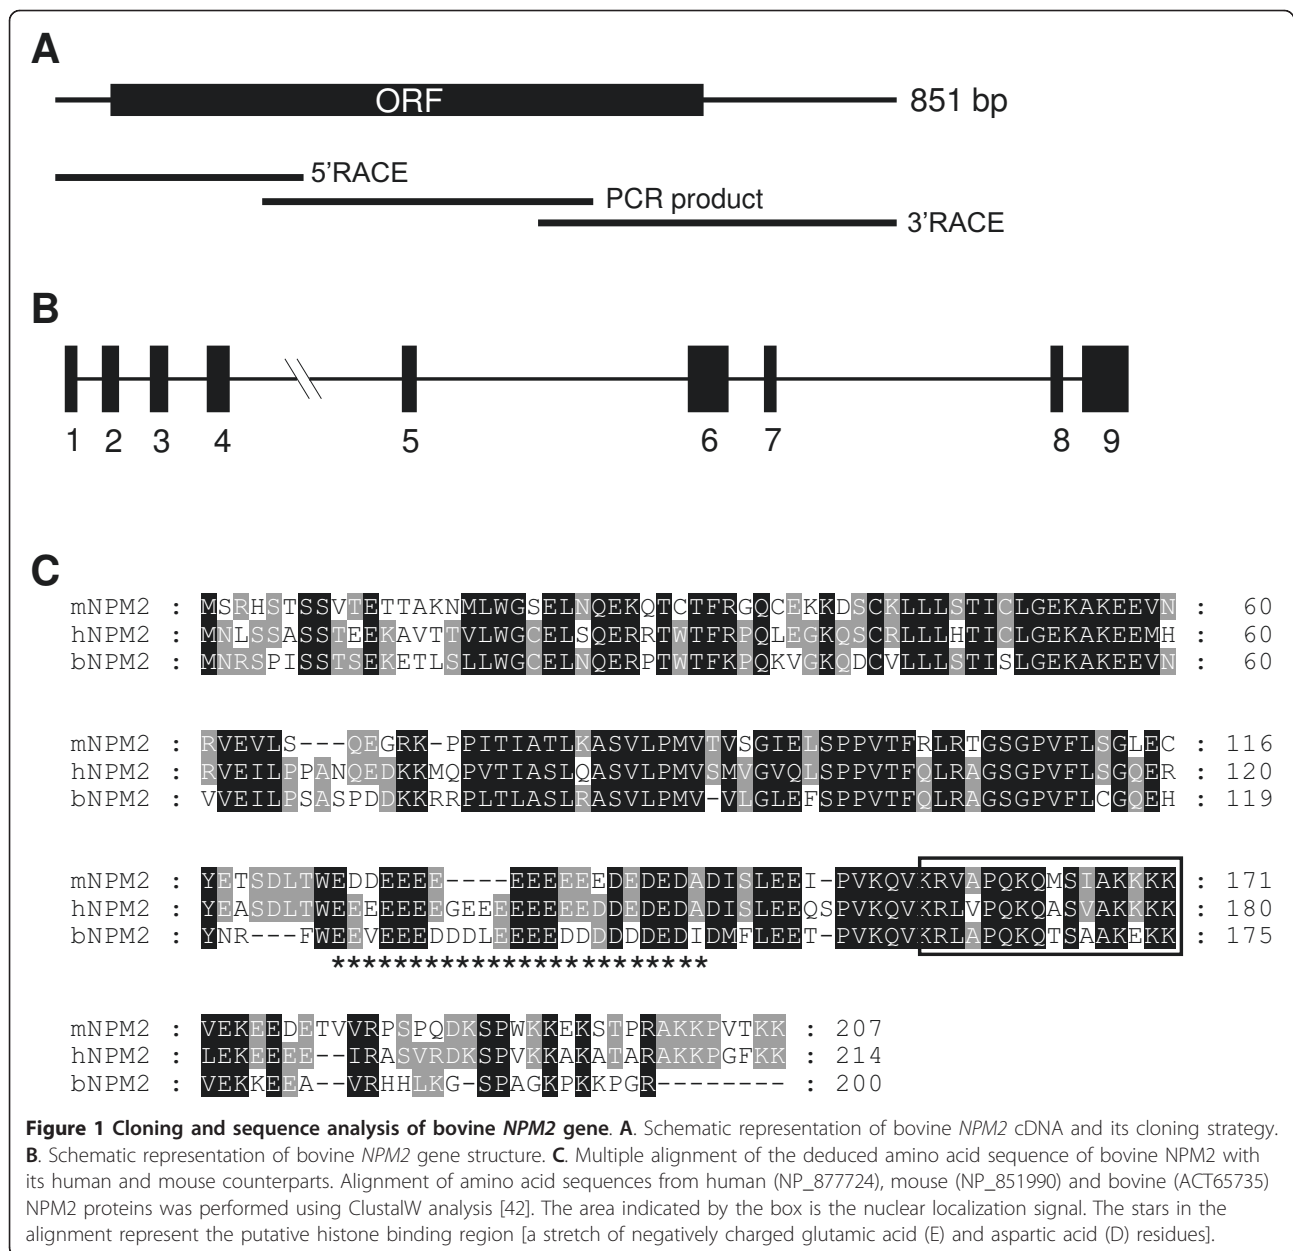 A
ORF 851 bp
5'RACE
PCR product
3'RACE
B
1 2 3 4 5 6 7 8 9
C
mNPM2 : MSRHSTSSVTETTAKNMLWGSELNQEKQTCTFRGQCEKKDSCKLLLSTICLGEKAKEEVN : 60
hNPM2 : MNLSSASSTEEKAVTTVLWGCELSQERRTWTFRPQLEGKQSCRLLLHTICLGEKAKEEMH : 60
bNPM2 : MNRSPISSTSEKETLSLLWGCELNQERPTWTFKPQKVGKQDCVLLLSTISLGEKAKEEVN : 60
mNPM2 : RVEVLS---QEGRK-PPITIATLKASVLPMVTVSGIELSPPVTFRLRTGSGPVFLSGLEC : 116
hNPM2 : RVEILPPANQEDKKMQPVTIASLQASVLPMVSMVGVQLSPPVTFQLRAGSGPVFLSGQER : 120
bNPM2 : VVEILPSASPDDKKRRPLTLASLRASVLPMV-VLGLEFSPPVTFQLRAGSGPVFLCGQEH : 119
mNPM2 : YETSDLTWEDDEEEE----EEEEEEDEDEDADISLEEI-PVKQVKRVAPQKQMSIAKKKK : 171
hNPM2 : YEASDLTWEEEEEEEGEEEEEEEEDDEDEDADISLEEQSPVKQVKRLVPQKQASVAKKKK : 180
bNPM2 : YNR---FWEEVEEEDDDLEEEEDDDDDDEDIDMFLEET-PVKQVKRLAPQKQTSAAKEKK : 175
***********************
mNPM2 : VEKEEDETVVRPSPQDKSPWKKEKSTPRAKKPVTKK : 207
hNPM2 : LEKEEEE--IRASVRDKSPVKKAKATARAKKPGFKK : 214
bNPM2 : VEKKEEA--VRHHLKG-SPAGKPKKPGR-------- : 200
Figure 1 Cloning and sequence analysis of bovine NPM2 gene. A. Schematic representation of bovine NPM2 cDNA and its cloning strategy.
B. Schematic representation of bovine NPM2 gene structure. C. Multiple alignment of the deduced amino acid sequence of bovine NPM2 with
its human and mouse counterparts. Alignment of amino acid sequences from human (NP_877724), mouse (NP_851990) and bovine (ACT65735)
NPM2 proteins was performed using ClustalW analysis [42]. The area indicated by the box is the nuclear localization signal. The stars in the
alignment represent the putative histone binding region [a stretch of negatively charged glutamic acid (E) and aspartic acid (D) residues].